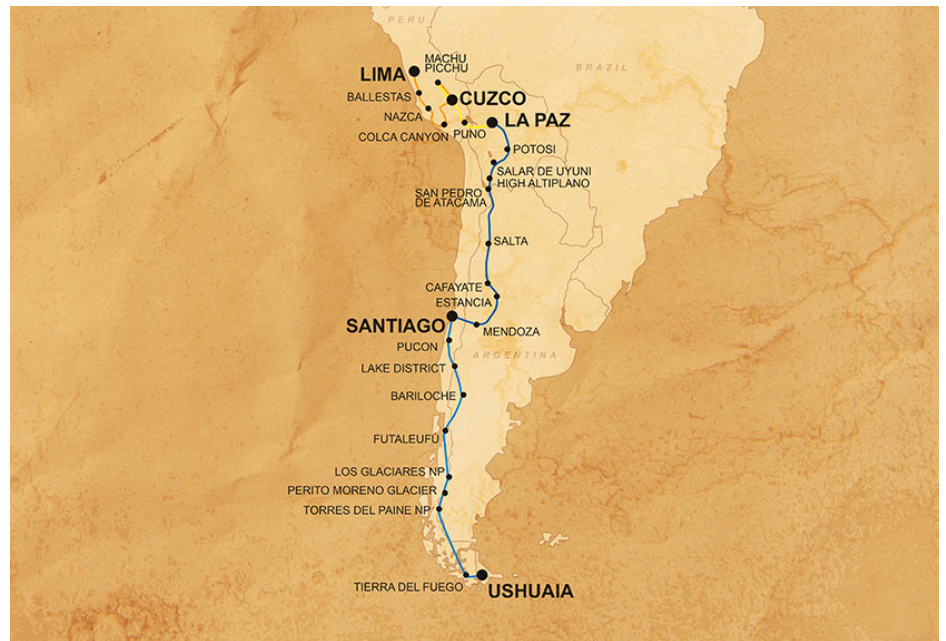 PERU
BRAZIL
MACHU
PICCHU
LIMA
BALLESTAS
CUZCO
NAZCA
LA PAZ
COLCA CANYON
PUNO
POTOSI
SALAR DE UYUNI
HIGH ALTIPLANO
SAN PEDRO
DE ATACAMA
SALTA
CAFAYATE
ESTANCIA
SANTIAGO
MENDOZA
PUCON
ARGENTINA
LAKE DISTRICT
BARILOCHE
FUTALEUFÚ
LOS GLACIARES NP
PERITO MORENO GLACIER
TORRES DEL PAINE NP
TIERRA DEL FUEGO
USHUAIA